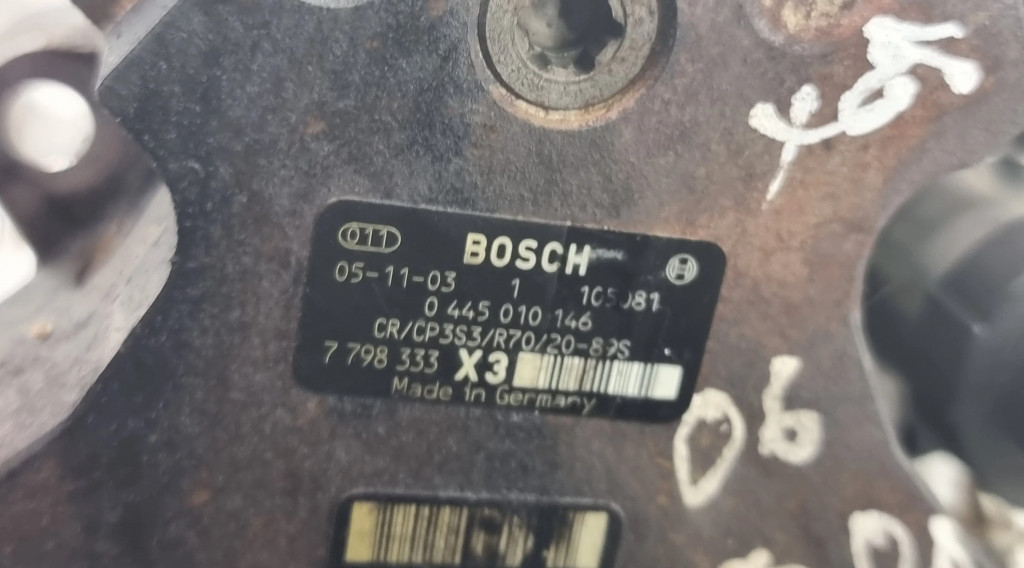 011 BOSCH
05-11-03 1
0 445 010 146
CR/CP3S3/R70/20-89S
7 798 333 X3
Made in Germany
06